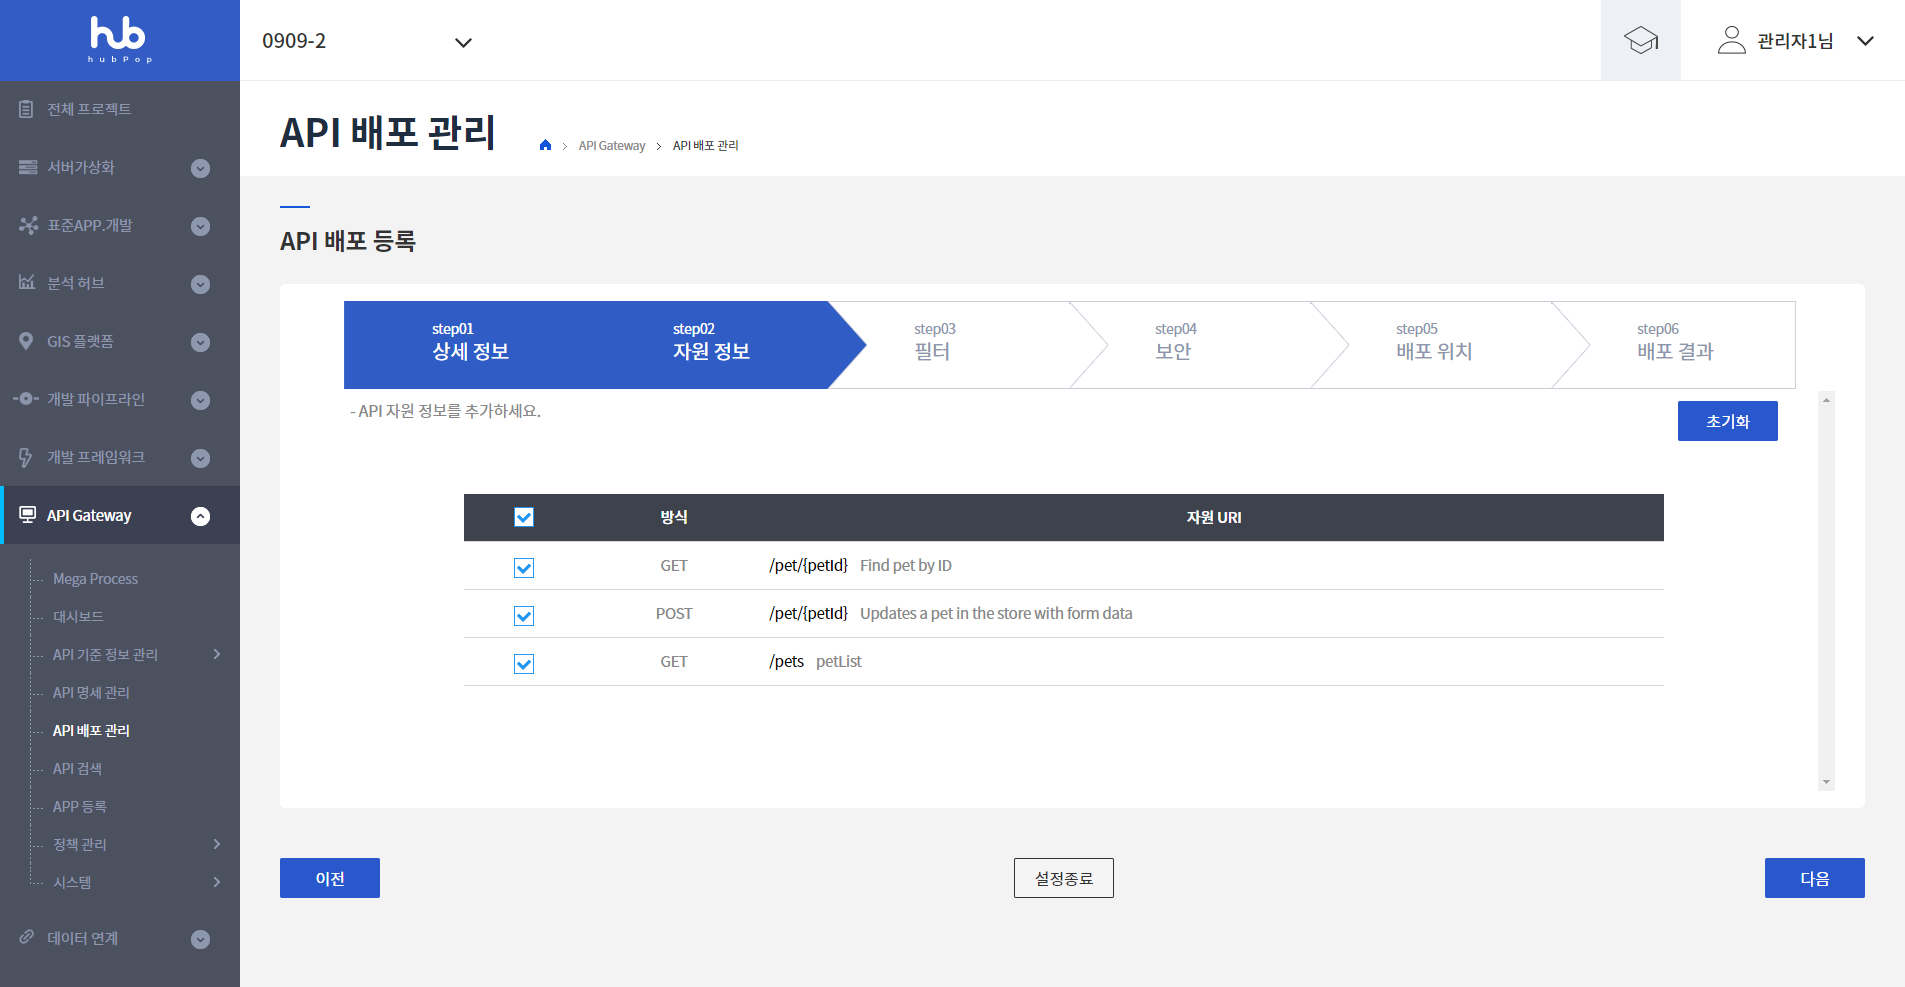 hub
hubPop
0909-2
관리자1님
전체 프로젝트
서버가상화
표준APP.개발
분석 허브
GIS 플랫폼
개발 파이프라인
개발 프레임워크
API Gateway
Mega Process
대시보드
API 기준 정보 관리
API 명세 관리
API 배포 관리
API 검색
APP 등록
정책 관리
시스템
데이터 연계
API 배포 관리
API Gateway
API 배포 관리
API 배포 등록
step01
상세 정보
step02
자원 정보
step03
필터
step04
보안
step05
배포 위치
step06
배포 결과
- API 자원 정보를 추가하세요.
초기화
방식 자원 URI
GET /pet/{petId} Find pet by ID
POST /pet/{petId} Updates a pet in the store with form data
GET /pets petList
이전
설정종료
다음